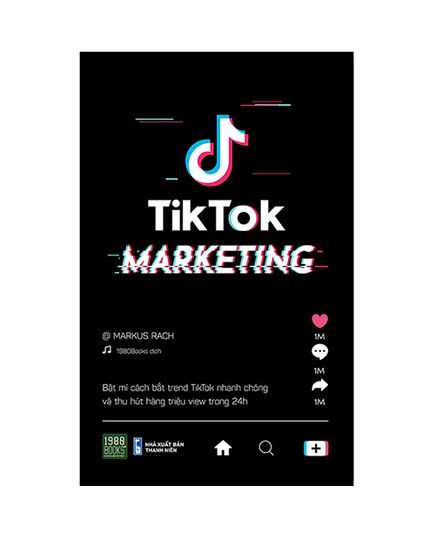 TikTok
MARKETING
@ MARKUS RACH
1980Books dịch
1M
1M
1M
Bật mí cách bắt trend TikTok nhanh chóng
và thu hút hàng triệu view trong 24h
1980
BOOKS
NHÀ XUẤT BẢN
THANH NIÊN